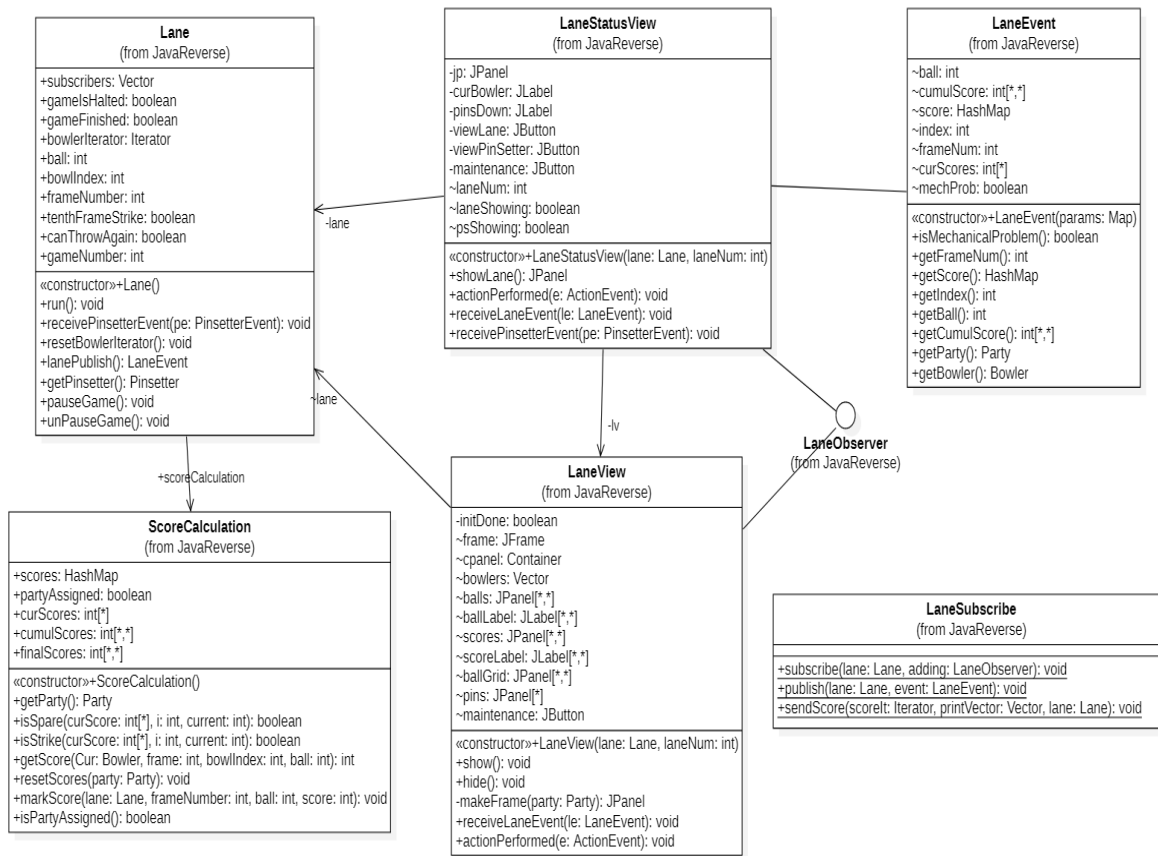 Lane
(from JavaReverse)
+subscribers: Vector
+gameIsHalted: boolean
+gameFinished: boolean
+bowlerIterator: Iterator
+ball: int
+bowlIndex: int
+frameNumber: int
+tenthFrameStrike: boolean
+canThrowAgain: boolean
+gameNumber: int
«constructor»+Lane()
+run(): void
+receivePinsetterEvent(pe: PinsetterEvent): void
+resetBowlerIterator(): void
+lanePublish(): LaneEvent
+getPinsetter(): Pinsetter
+pauseGame(): void
+unPauseGame(): void
LaneStatusView
(from JavaReverse)
-jp: JPanel
-curBowler: JLabel
-pinsDown: JLabel
-viewLane: JButton
-viewPinSetter: JButton
-maintenance: JButton
~laneNum: int
~laneShowing: boolean
~psShowing: boolean
«constructor»+LaneStatusView(lane: Lane, laneNum: int)
+showLane(): JPanel
+actionPerformed(e: ActionEvent): void
+receiveLaneEvent(le: LaneEvent): void
+receivePinsetterEvent(pe: PinsetterEvent): void
LaneEvent
(from JavaReverse)
~ball: int
~cumulScore: int[*,*]
~score: HashMap
~index: int
~frameNum: int
~curScores: int[*]
~mechProb: boolean
«constructor»+LaneEvent(params: Map)
+isMechanicalProblem(): boolean
+getFrameNum(): int
+getScore(): HashMap
+getIndex(): int
+getBall(): int
+getCumulScore(): int[*,*]
+getParty(): Party
+getBowler(): Bowler
-lane
~lane
-lv
+scoreCalculation
LaneObserver
(from JavaReverse)
ScoreCalculation
(from JavaReverse)
+scores: HashMap
+partyAssigned: boolean
+curScores: int[*]
+cumulScores: int[*,*]
+finalScores: int[*,*]
«constructor»+ScoreCalculation()
+getParty(): Party
+isSpare(curScore: int[*], i: int, current: int): boolean
+isStrike(curScore: int[*], i: int, current: int): boolean
+getScore(Cur: Bowler, frame: int, bowlIndex: int, ball: int): int
+resetScores(party: Party): void
+markScore(lane: Lane, frameNumber: int, ball: int, score: int): void
+isPartyAssigned(): boolean
LaneView
(from JavaReverse)
-initDone: boolean
~frame: JFrame
~cpanel: Container
~bowlers: Vector
~balls: JPanel[*,*]
~ballLabel: JLabel[*,*]
~scores: JPanel[*,*]
~scoreLabel: JLabel[*,*]
~ballGrid: JPanel[*,*]
~pins: JPanel[*]
~maintenance: JButton
«constructor»+LaneView(lane: Lane, laneNum: int)
+show(): void
+hide(): void
-makeFrame(party: Party): JPanel
+receiveLaneEvent(le: LaneEvent): void
+actionPerformed(e: ActionEvent): void
LaneSubscribe
(from JavaReverse)
+subscribe(lane: Lane, adding: LaneObserver): void
+publish(lane: Lane, event: LaneEvent): void
+sendScore(scoreIt: Iterator, printVector: Vector, lane: Lane): void